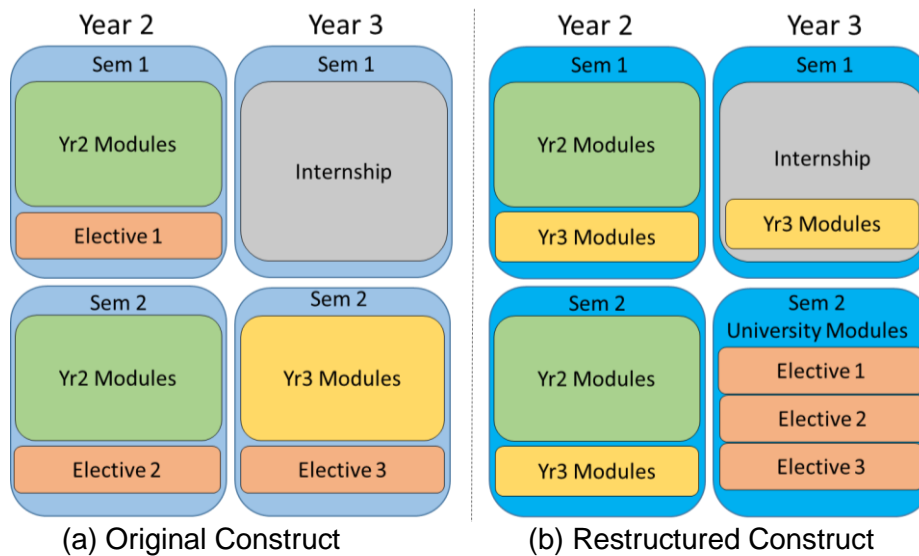 Year 2
Year 3
Sem 1
Yr2 Modules
Elective 1
Sem 1
Internship
Sem 2
Yr2 Modules
Elective 2
Sem 2
Yr3 Modules
Elective 3
(a) Original Construct
Year 2
Year 3
Sem 1
Yr2 Modules
Yr3 Modules
Sem 1
Internship
Yr3 Modules
Sem 2
Yr2 Modules
Yr3 Modules
Sem 2
University Modules
Elective 1
Elective 2
Elective 3
(b) Restructured Construct